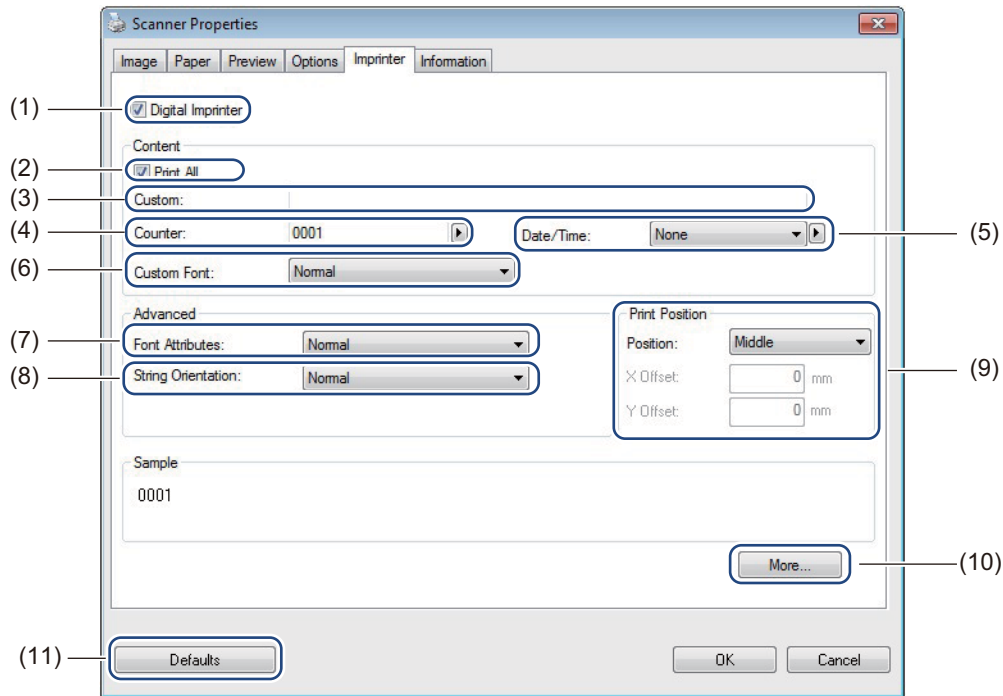 Scanner Properties
Image Paper Preview Options Imprinter Information
(1) Digital Imprinter
Content
(2) Print All
(3) Custom:
(4) Counter: 0001 Date/Time: None (5)
(6) Custom Font: Normal
Advanced Print Position
(7) Font Attributes: Normal Position: Middle
(8) String Orientation: Normal X Offset: 0 mm (9)
Y Offset: 0 mm
Sample
0001
More... (10)
(11) Defaults OK Cancel